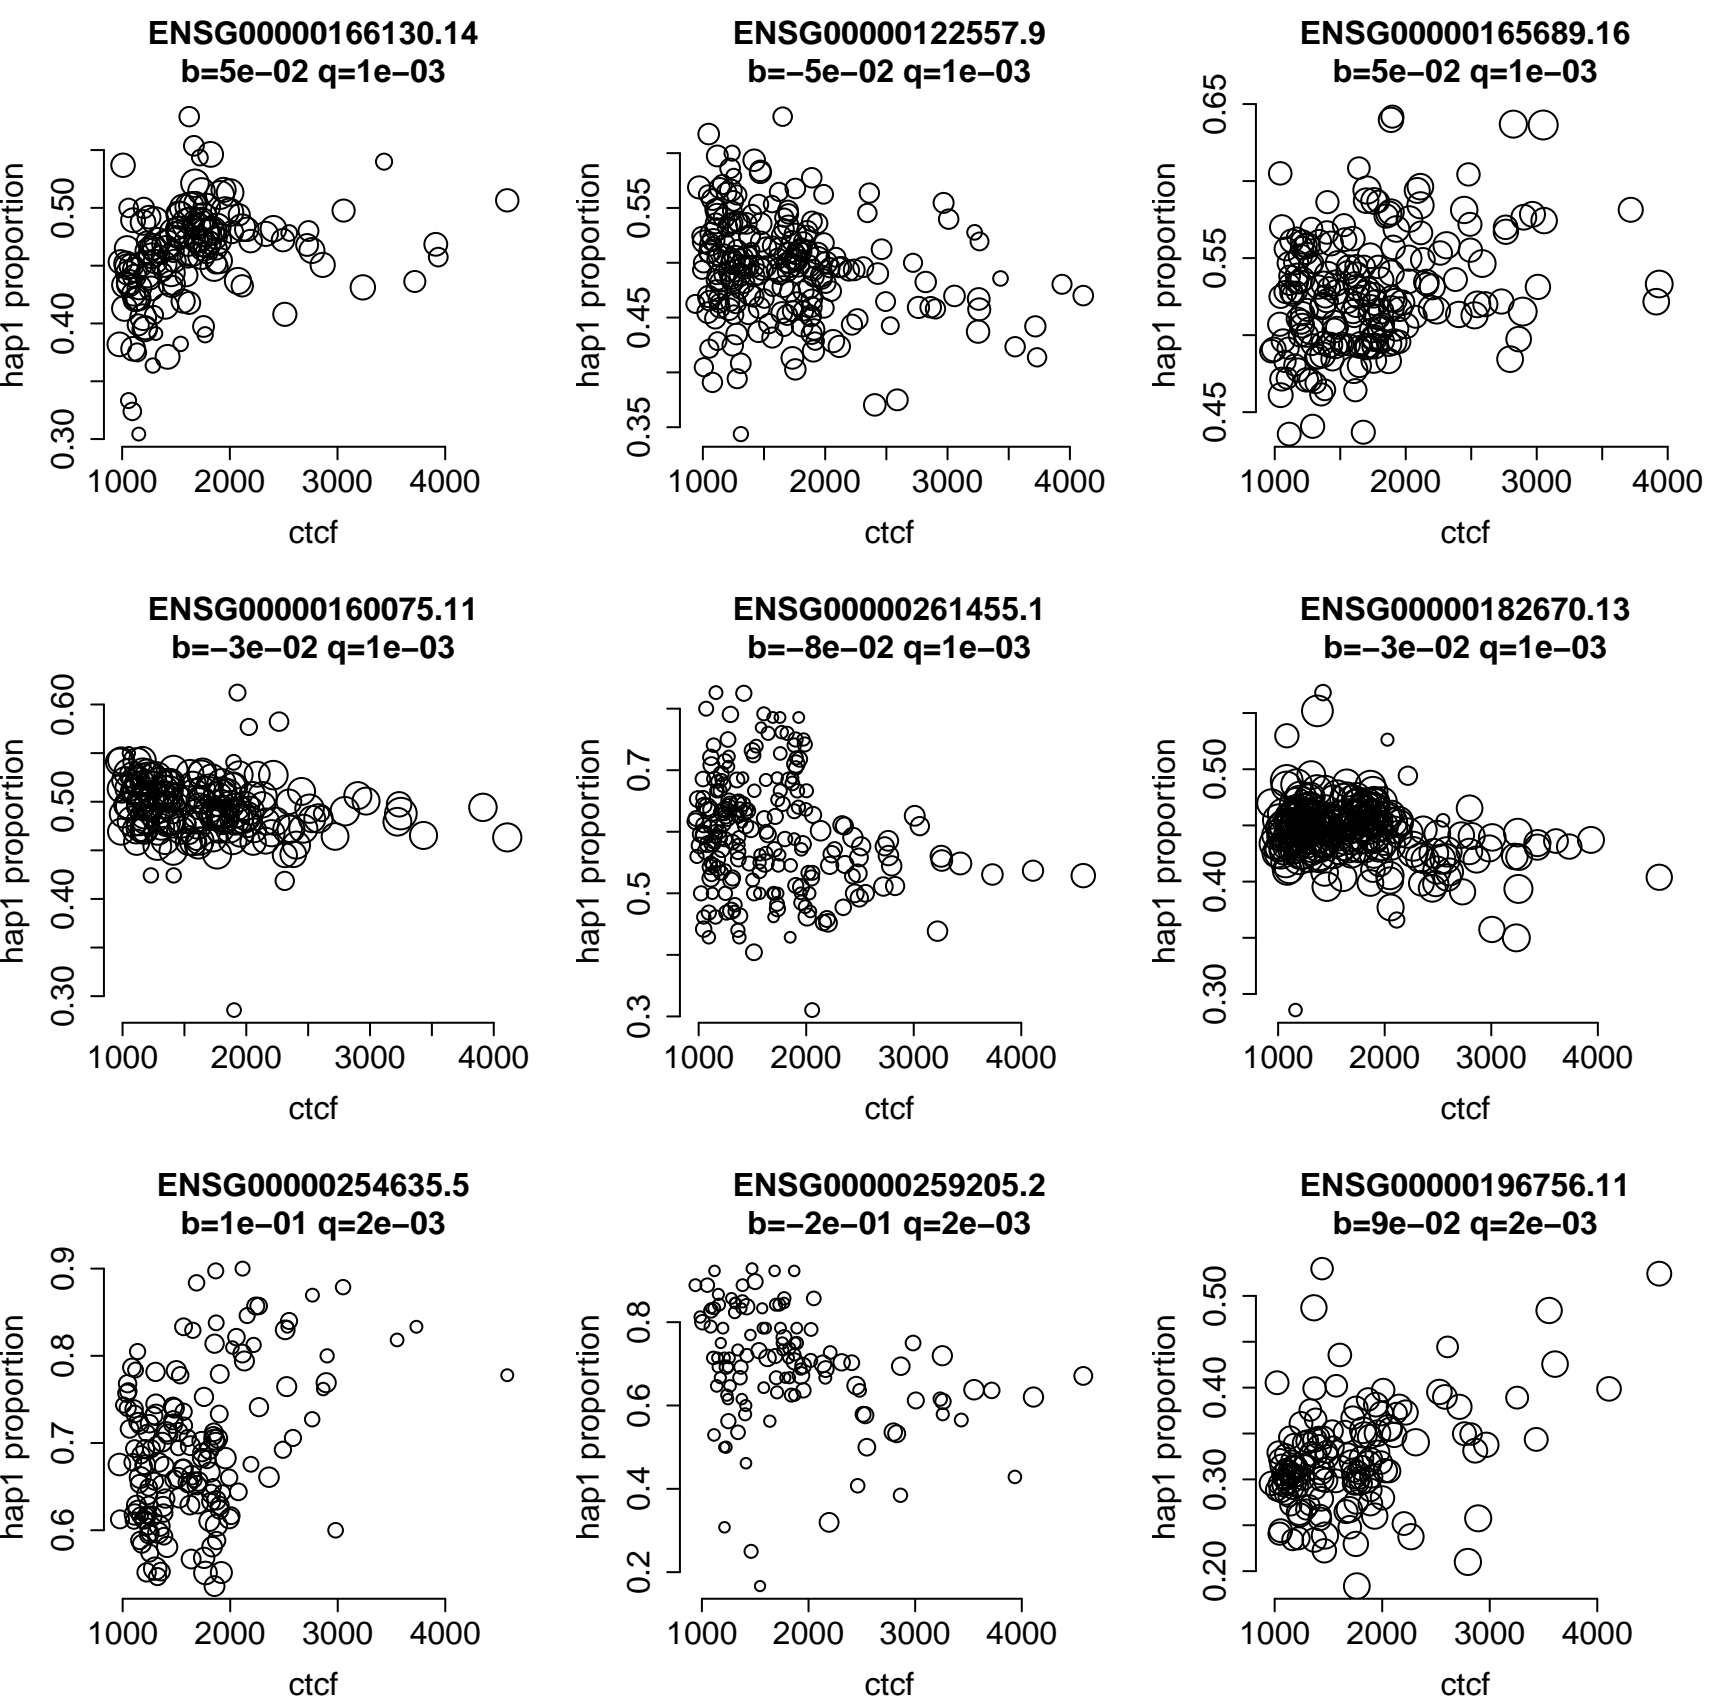 ENSG00000166130.14
b=5e−02 q=1e−03
hap1 proportion
0.30 0.40 0.50
1000 2000 3000 4000
ctcf
ENSG00000122557.9
b=−5e−02 q=1e−03
hap1 proportion
0.35 0.45 0.55
1000 2000 3000 4000
ctcf
ENSG00000165689.16
b=5e−02 q=1e−03
hap1 proportion
0.45 0.55 0.65
1000 2000 3000 4000
ctcf
ENSG00000160075.11
b=−3e−02 q=1e−03
hap1 proportion
0.30 0.40 0.50 0.60
1000 2000 3000 4000
ctcf
ENSG00000261455.1
b=−8e−02 q=1e−03
hap1 proportion
0.3 0.5 0.7
1000 2000 3000 4000
ctcf
ENSG00000182670.13
b=−3e−02 q=1e−03
hap1 proportion
0.30 0.40 0.50
1000 2000 3000 4000
ctcf
ENSG00000254635.5
b=1e−01 q=2e−03
hap1 proportion
0.6 0.7 0.8 0.9
1000 2000 3000 4000
ctcf
ENSG00000259205.2
b=−2e−01 q=2e−03
hap1 proportion
0.2 0.4 0.6 0.8
1000 2000 3000 4000
ctcf
ENSG00000196756.11
b=9e−02 q=2e−03
hap1 proportion
0.20 0.30 0.40 0.50
1000 2000 3000 4000
ctcf